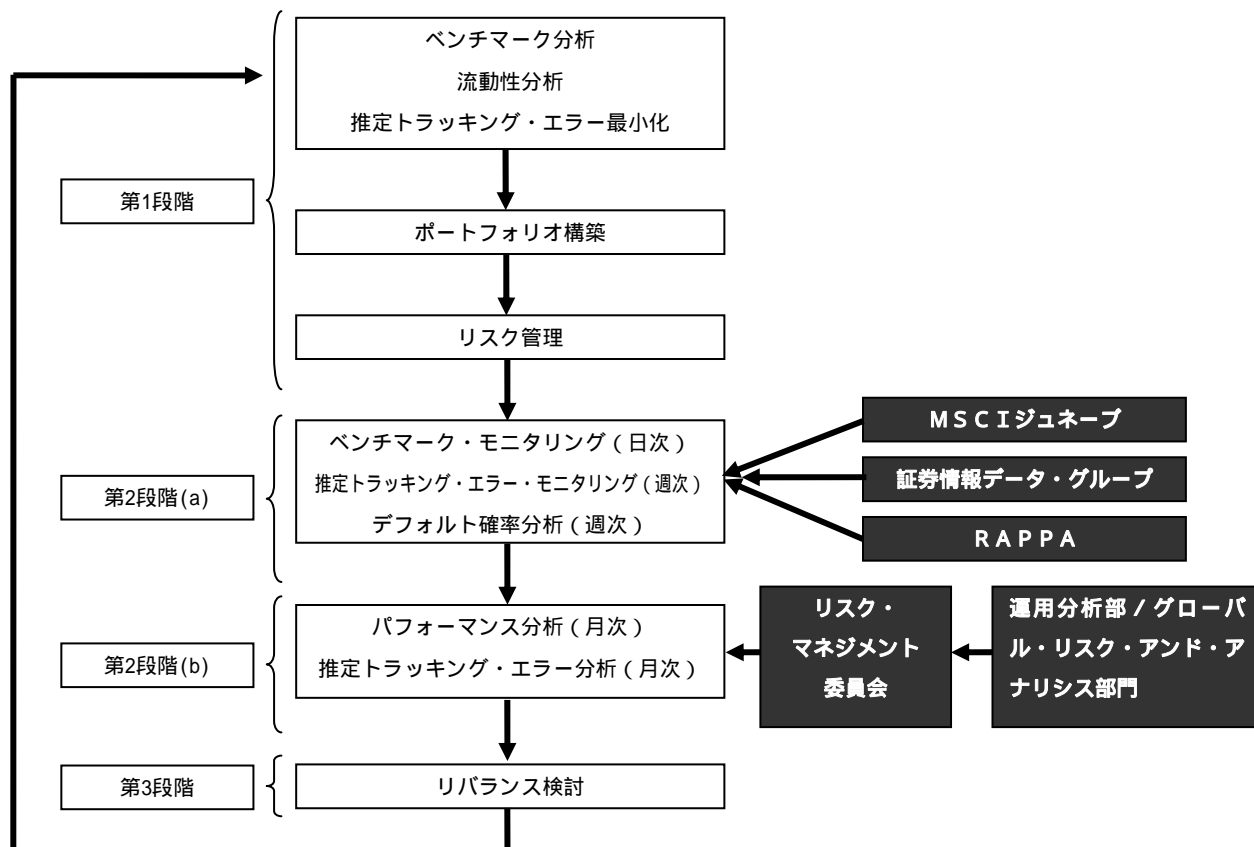 ベンチマーク分析
流動性分析
推定トラッキング・エラー最小化
第1段階
ポートフォリオ構築
リスク管理
ベンチマーク・モニタリング（日次）
推定トラッキング・エラー・モニタリング（週次）
デフォルト確率分析（週次）
第2段階(a)
ＭＳＣＩジュネーブ
証券情報データ・グループ
ＲＡＰＰＡ
パフォーマンス分析（月次）
推定トラッキング・エラー分析（月次）
第2段階(b)
リスク・
マネジメント
委員会
運用分析部／グローバ
ル・リスク・アンド・ア
ナリシス部門
第3段階
リバランス検討